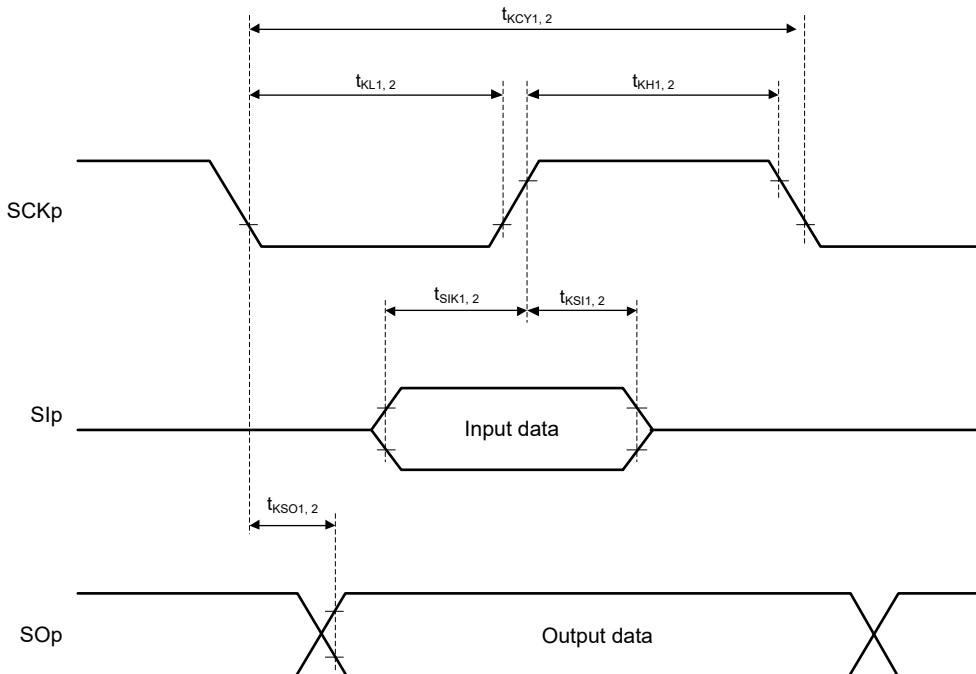 tKCY1, 2
tKL1, 2
tKH1, 2
SCKp
tSIK1, 2
tKSI1, 2
SIp
Input data
tKSO1, 2
SOp
Output data